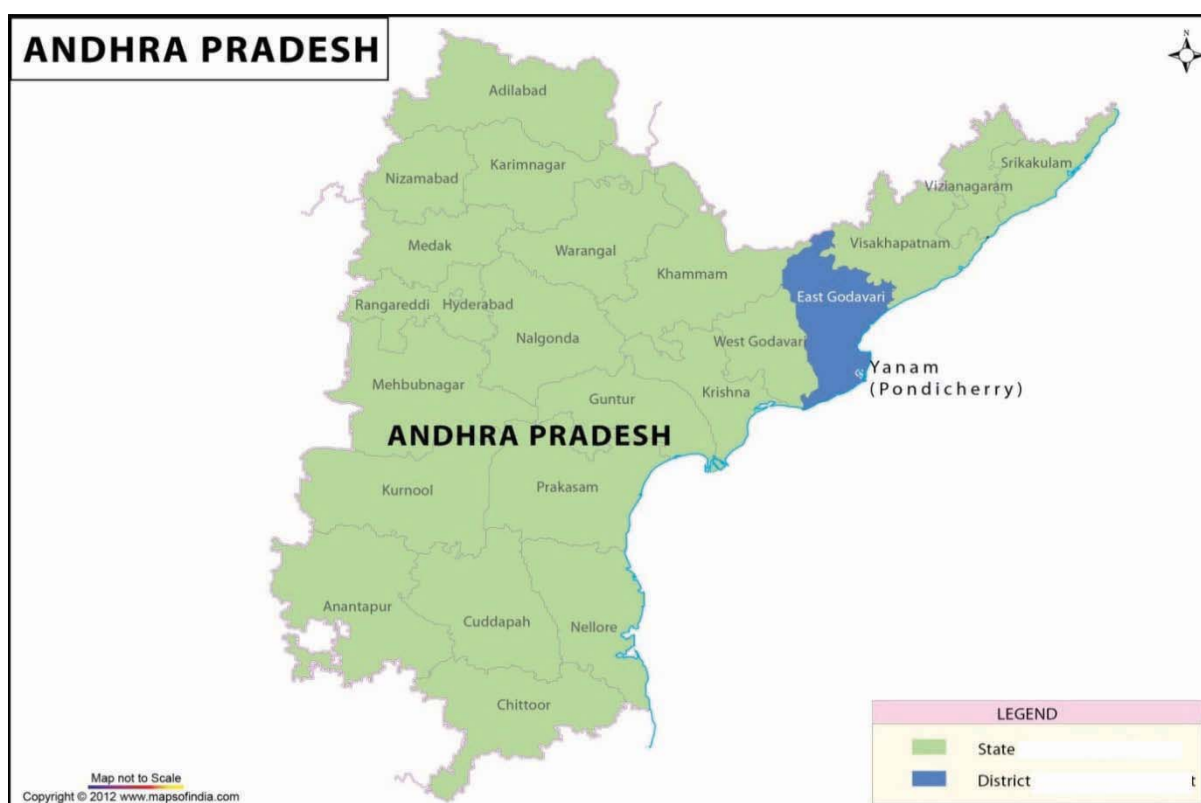 ANDHRA PRADESH
N
Adilabad
Karimnagar
Nizamabad
Srikakulam
Vizianagaram
Medak
Warangal
Visakhapatnam
Khammam
East Godavari
Rangareddi
Hyderabad
Nalgonda
West Godavari
Yanam
(Pondicherry)
Mehbubnagar
Guntur
Krishna
ANDHRA PRADESH
Kurnool
Prakasam
Anantapur
Cuddapah
Nellore
Chittoor
LEGEND
State
District t
Map not to Scale
Copyright © 2012 www.mapsofindia.com